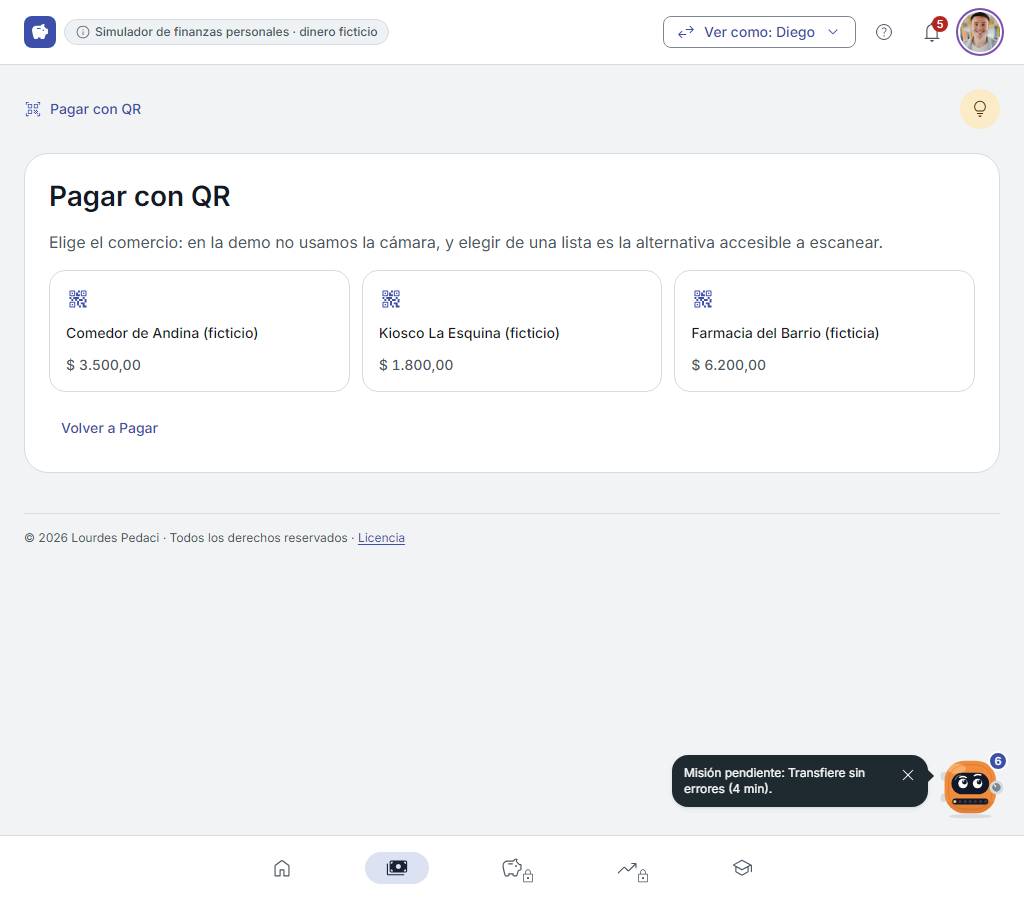 Simulador de finanzas personales · dinero ficticio
Ver como: Diego
5
Pagar con QR
Pagar con QR
Elige el comercio: en la demo no usamos la cámara, y elegir de una lista es la alternativa accesible a escanear.
Comedor de Andina (ficticio)
$ 3.500,00
Kiosco La Esquina (ficticio)
$ 1.800,00
Farmacia del Barrio (ficticia)
$ 6.200,00
Volver a Pagar
© 2026 Lourdes Pedaci · Todos los derechos reservados · Licencia
Misión pendiente: Transfiere sin
errores (4 min).
6